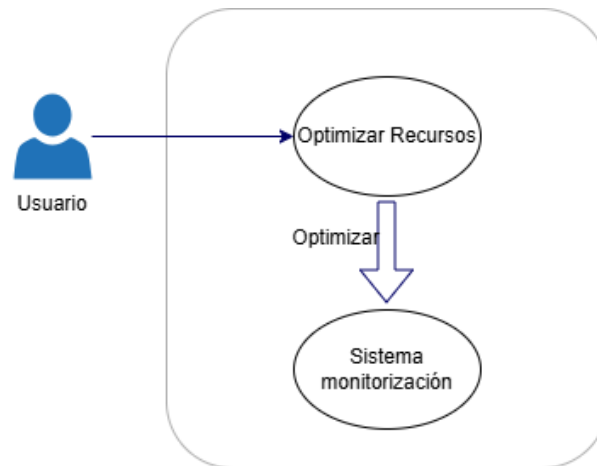 Optimizar Recursos
Usuario
Optimizar
Sistema
monitorización